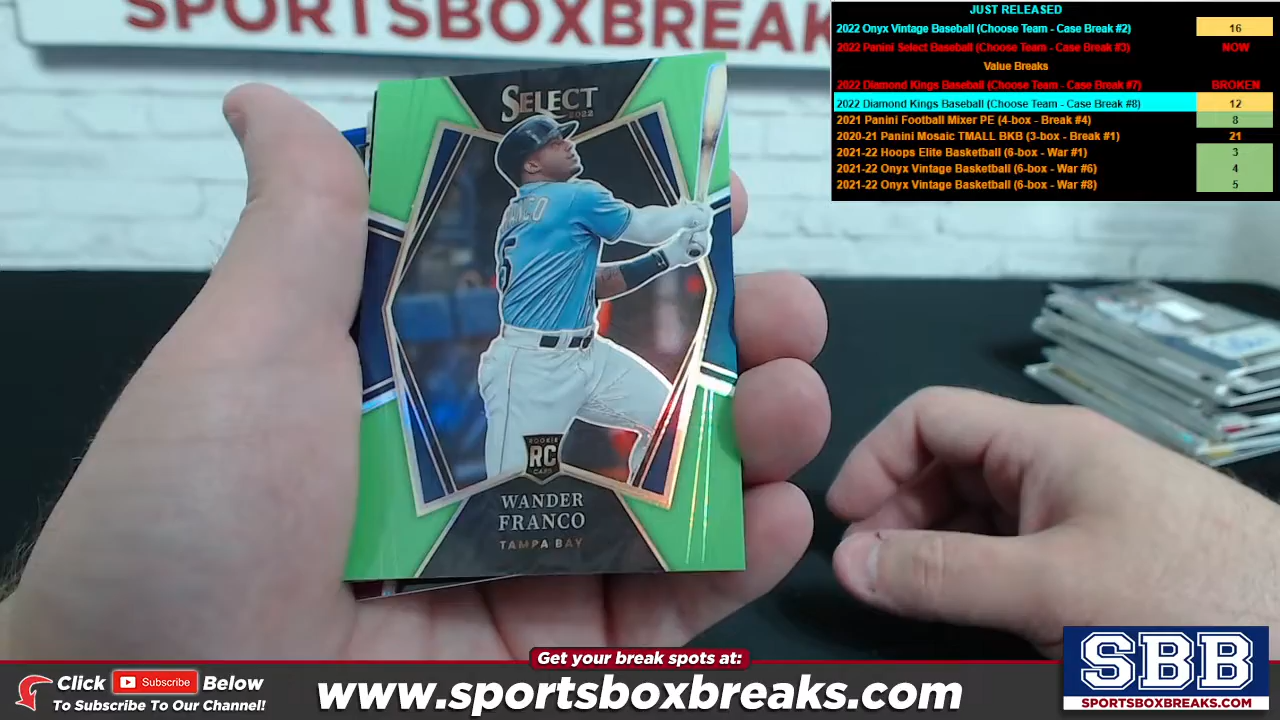 SPORTSBOXBREAKS.
JUST RELEASED
2022 Onyx Vintage Baseball (Choose Team - Case Break #2) 16
2022 Panini Select Baseball (Choose Team - Case Break #3) NOW
Value Breaks
2022 Diamond Kings Baseball (Choose Team - Case Break #7) BROKEN
2022 Diamond Kings Baseball (Choose Team - Case Break #8) 12
2021 Panini Football Mixer PE (4-box - Break #4) 8
2020-21 Panini Mosaic TMALL BKB (3-box - Break #1) 21
2021-22 Hoops Elite Basketball (6-box - War #1) 3
2021-22 Onyx Vintage Basketball (6-box - War #6) 4
2021-22 Onyx Vintage Basketball (6-box - War #8) 5
SELECT
2022
FRANCO
5
ROOKIE
RC
CARD
WANDER
FRANCO
TAMPA BAY
Get your break spots at:
Click Subscribe Below
To Subscribe To Our Channel!
www.sportsboxbreaks.com
SBB
SPORTSBOXBREAKS.COM